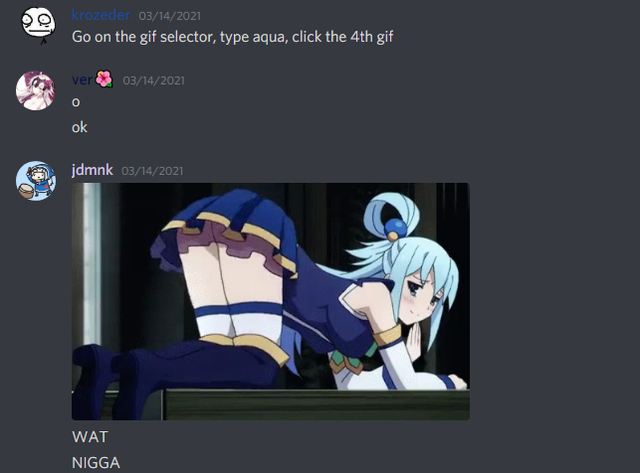 krozeder 03/14/2021
Go on the gif selector, type aqua, click the 4th gif
ver🌺 03/14/2021
o
ok
jdmnk 03/14/2021
WAT
NIGGA